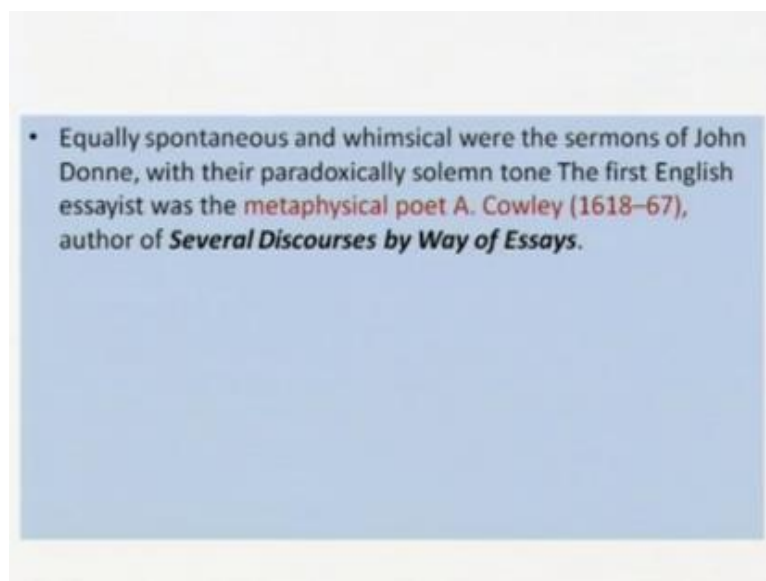 • Equally spontaneous and whimsical were the sermons of John
Donne, with their paradoxically solemn tone The first English
essayist was the metaphysical poet A. Cowley (1618–67),
author of Several Discourses by Way of Essays.